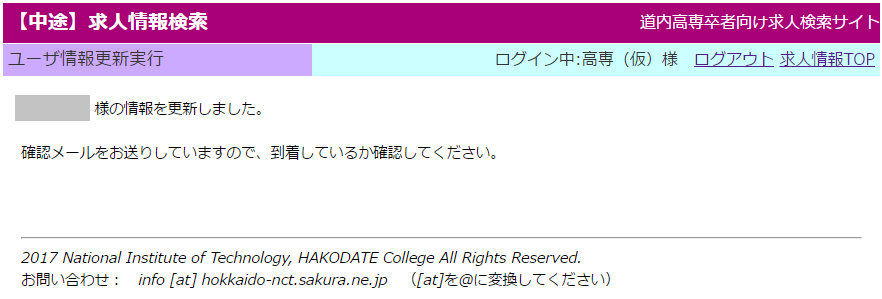 【中途】求人情報検索 道内高専卒者向け求人検索サイト
ユーザ情報更新実行 ログイン中:高専（仮）様 ログアウト 求人情報TOP
様の情報を更新しました。
確認メールをお送りしていますので、到着しているか確認してください。
2017 National Institute of Technology, HAKODATE College All Rights Reserved.
お問い合わせ： info [at] hokkaido-nct.sakura.ne.jp （[at]を@に変換してください）